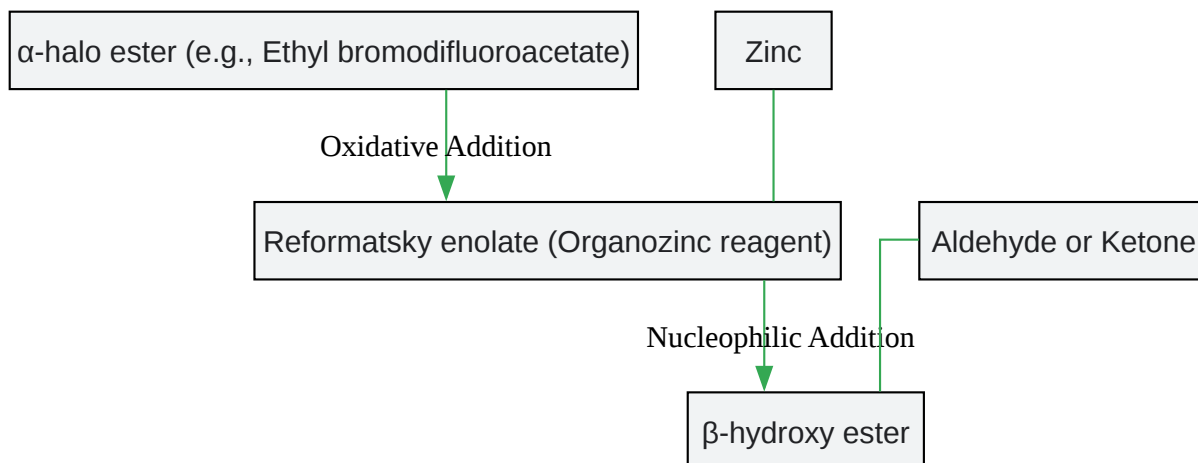 α-halo ester (e.g., Ethyl bromodifluoroacetate)
Zinc
Oxidative Addition
Reformatsky enolate (Organozinc reagent)
Aldehyde or Ketone
Nucleophilic Addition
β-hydroxy ester